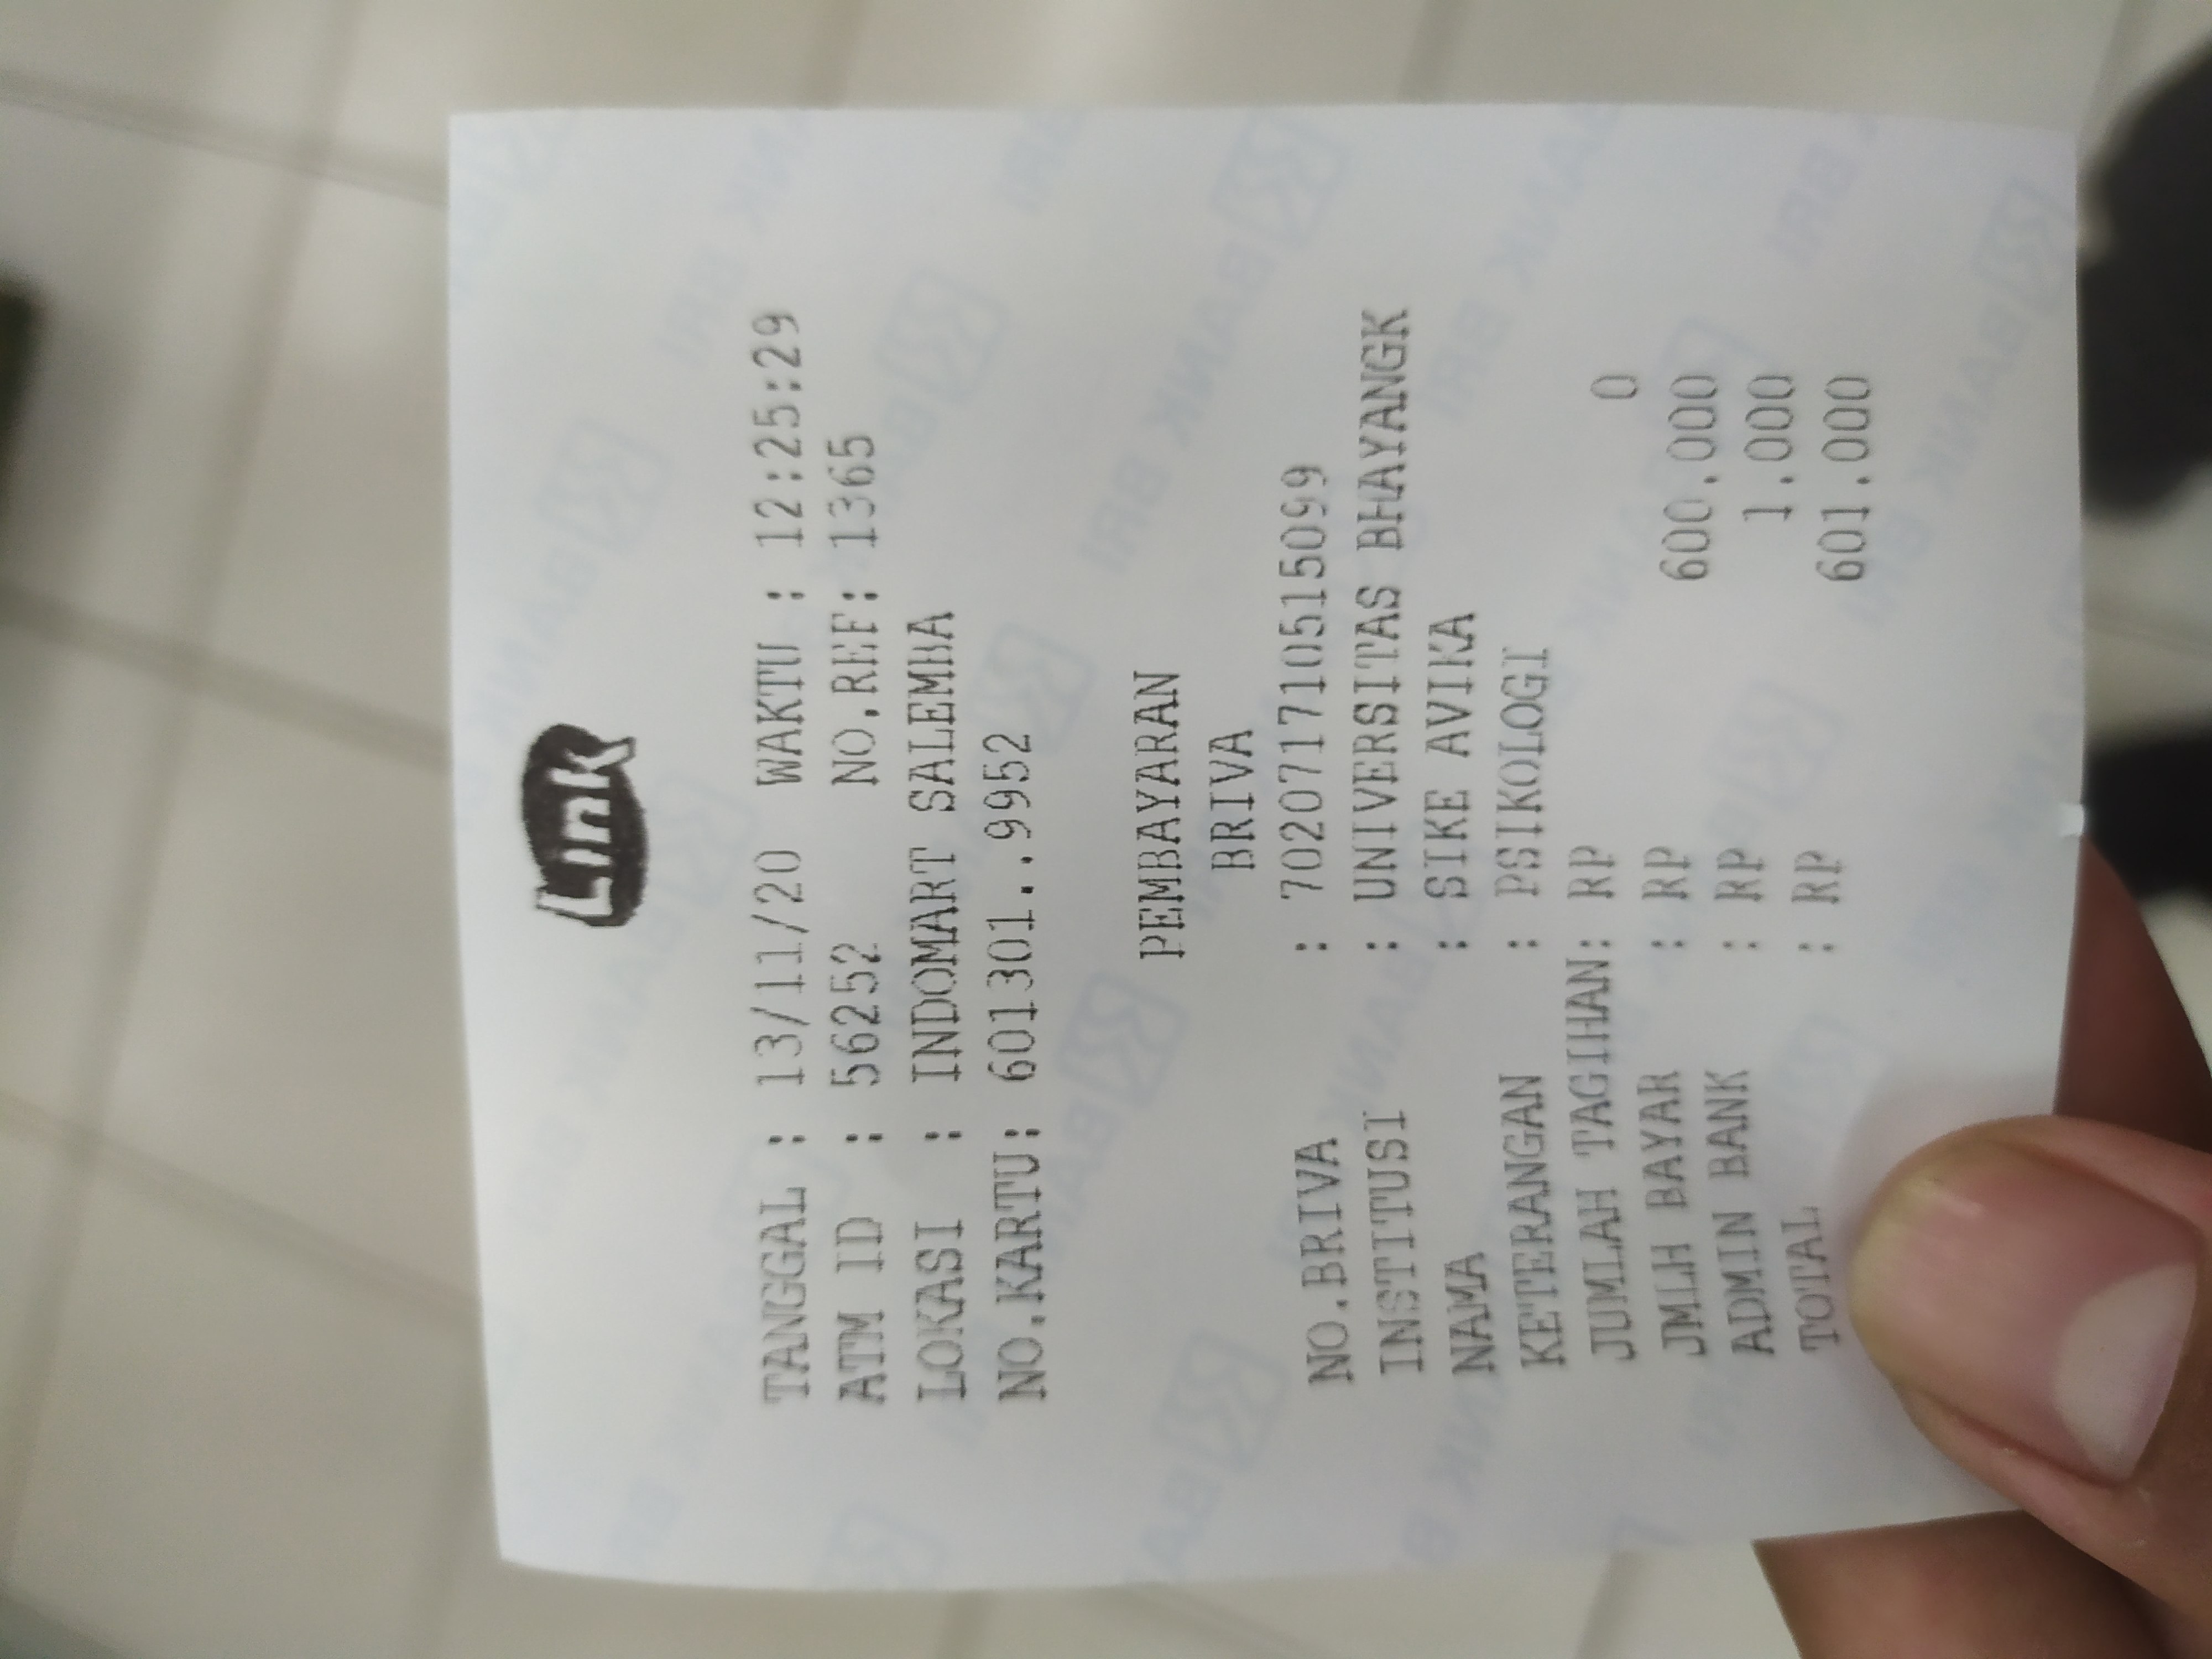 Link
TANGGAL : 13/11/20 WAKTU : 12:25:29
ATM ID : 56252 NO.REF: 1365
LOKASI : INDOMART SALEMBA
NO.KARTU: 601301..9952
PEMBAYARAN
BRIVA
NO.BRIVA : 702071710515099
INSTITUSI : UNIVERSITAS BHAYANGK
NAMA : SIKE AVIKA
KETERANGAN : PSIKOLOGI
JUMLAH TAGIHAN: RP 0
JMLH BAYAR : RP 600.000
ADMIN BANK : RP 1.000
TOTAL : RP 601.000